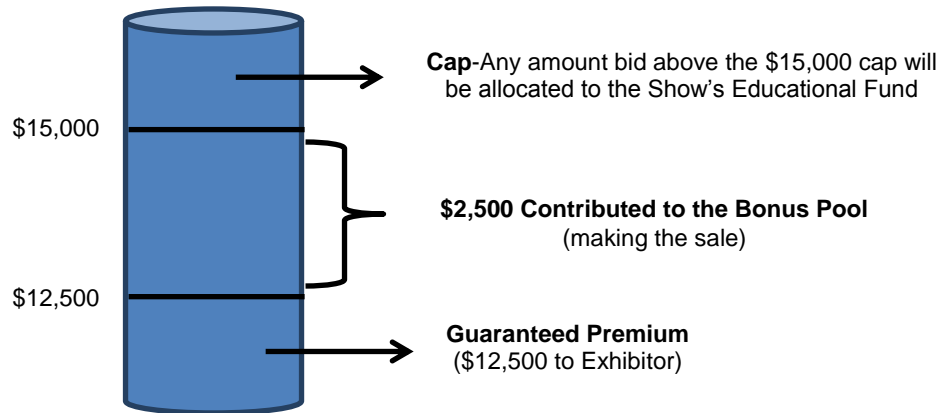 Cap-Any amount bid above the $15,000 cap will
be allocated to the Show's Educational Fund
$15,000
$2,500 Contributed to the Bonus Pool
(making the sale)
$12,500
Guaranteed Premium
($12,500 to Exhibitor)